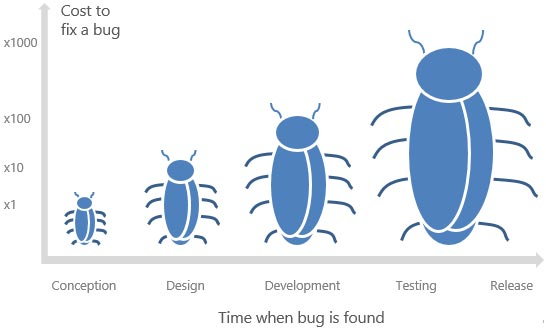 Cost to
fix a bug
x1000
x100
x10
x1
Conception
Design
Development
Testing
Release
Time when bug is found